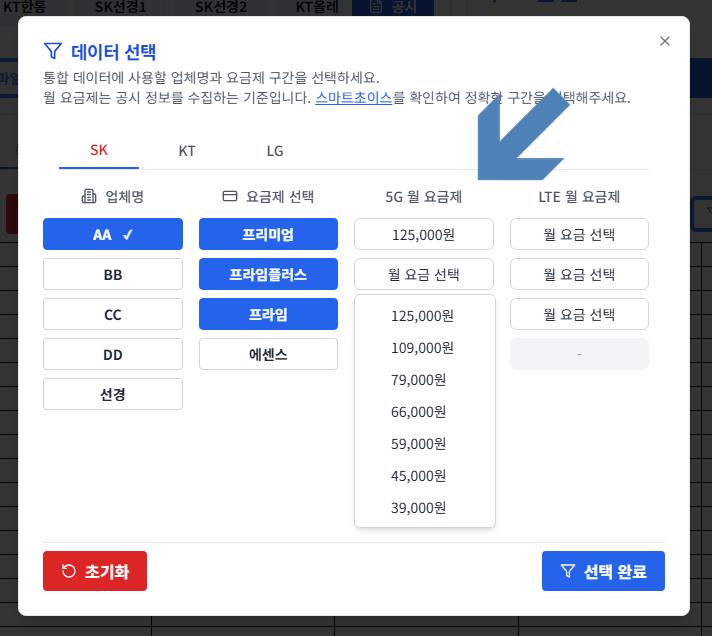 KT한통
SK선경1
SK선경2
KT올레
공시
데이터 선택
통합 데이터에 사용할 업체명과 요금제 구간을 선택하세요.
월 요금제는 공시 정보를 수집하는 기준입니다. 스마트초이스를 확인하여 정확한 구간을 선택해주세요.
SK
KT
LG
업체명
요금제 선택
5G 월 요금제
LTE 월 요금제
AA ✓
프리미엄
125,000원
월 요금 선택
BB
프라임플러스
월 요금 선택
월 요금 선택
CC
프라임
월 요금 선택
DD
에센스
-
선경
125,000원
109,000원
79,000원
66,000원
59,000원
45,000원
39,000원
초기화
선택 완료